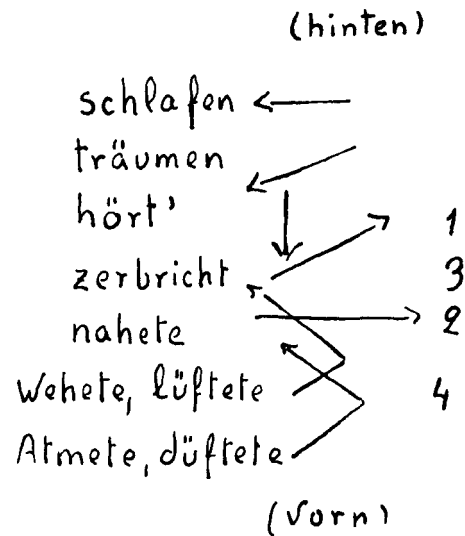 (hinten)
schlafen
träumen
hört'
1
zerbricht
3
nahete
2
Wehete, lüftete
4
Atmete, düftete
(vorn)